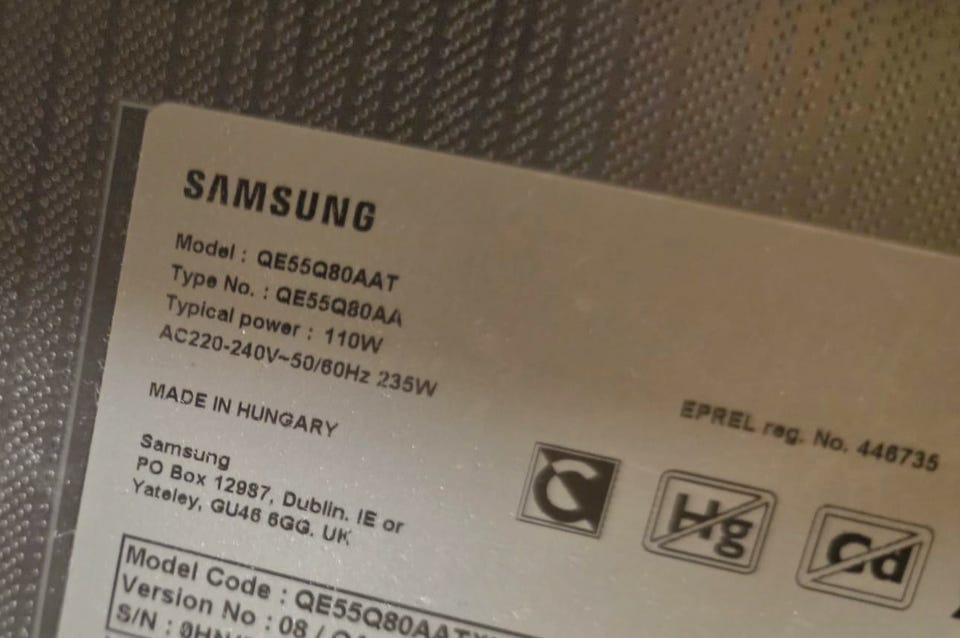 SAMSUNG
Model : QE55Q80AAT
Type No. : QE55Q80AA
Typical power : 110W
AC220-240V~50/60Hz 235W
MADE IN HUNGARY
EPREL reg. No. 446735
Samsung
PO Box 12987, Dublin. IE or
Yateley, GU46 6GG. UK
Hg
Cd
Model Code : QE55Q80AAT
Version No : 08 /
S/N :